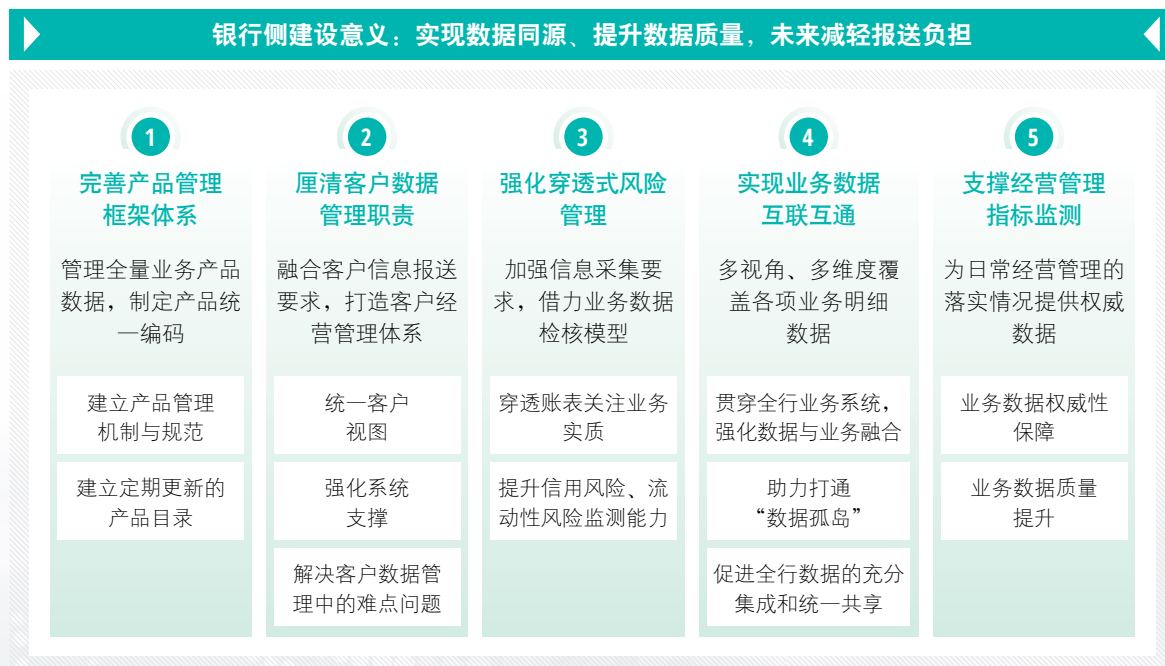 银行侧建设意义：实现数据同源、提升数据质量，未来减轻报送负担
1
完善产品管理
框架体系
管理全量业务产品
数据，制定产品统
一编码
建立产品管理
机制与规范
建立定期更新的
产品目录
2
厘清客户数据
管理职责
融合客户信息报送
要求，打造客户经
营管理体系
统一客户
视图
强化系统
支撑
解决客户数据管
理中的难点问题
3
强化穿透式风险
管理
加强信息采集要
求，借力业务数据
检核模型
穿透账表关注业务
实质
提升信用风险、流
动性风险监测能力
4
实现业务数据
互联互通
多视角、多维度覆
盖各项业务明细
数据
贯穿全行业务系统，
强化数据与业务融合
助力打通
“数据孤岛”
促进全行数据的充分
集成和统一共享
5
支撑经营管理
指标监测
为日常经营管理的
落实情况提供权威
数据
业务数据权威性
保障
业务数据质量
提升